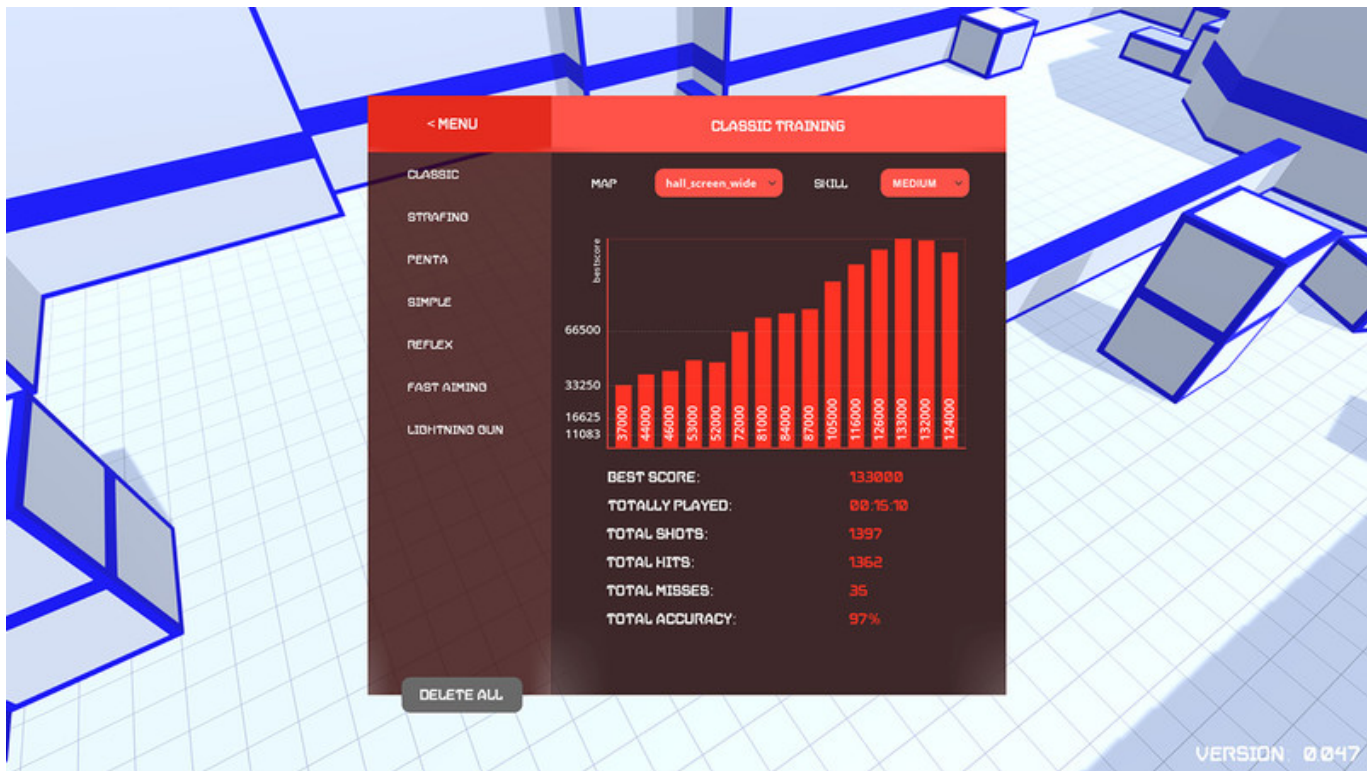 < MENU
CLASSIC TRAINING
CLASSIC
STRAFING
PENTA
SIMPLE
REFLEX
FAST AIMING
LIGHTNING GUN
DELETE ALL
MAP hall_screen_wide SKILL MEDIUM
bestscore
66500
33250
16625
11083
37000 44000 46000 53000 52000 72000 81000 84000 87000 105000 116000 126000 133000 132000 124000
BEST SCORE: 133000
TOTALLY PLAYED: 00:15:10
TOTAL SHOTS: 1397
TOTAL HITS: 1362
TOTAL MISSES: 35
TOTAL ACCURACY: 97%
VERSION: 0.047